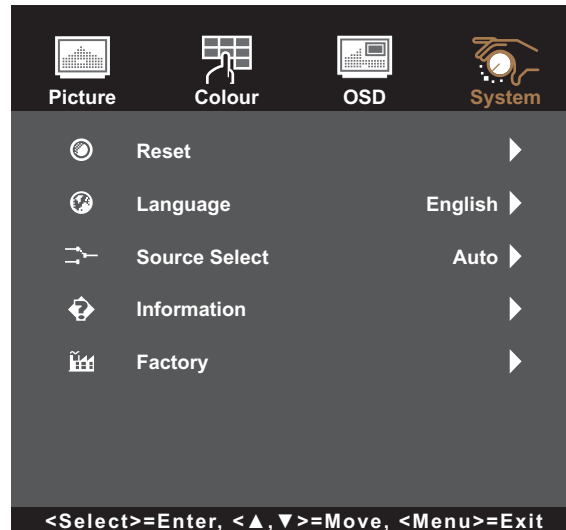 Picture Colour OSD System
Reset
Language English
Source Select Auto
Information
Factory
<Select>=Enter, <▲,▼>=Move, <Menu>=Exit